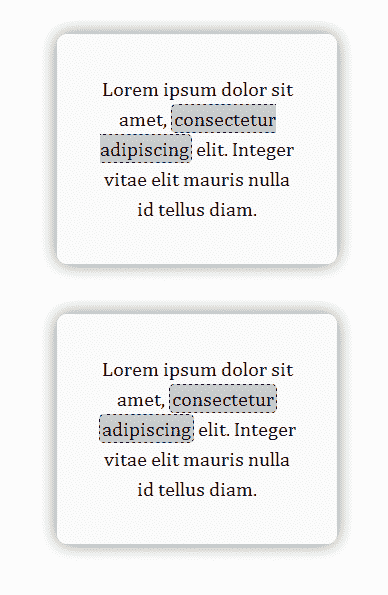 Lorem ipsum dolor sit
amet, consectetur
adipiscing elit. Integer
vitae elit mauris nulla
id tellus diam.
Lorem ipsum dolor sit
amet, consectetur
adipiscing elit. Integer
vitae elit mauris nulla
id tellus diam.